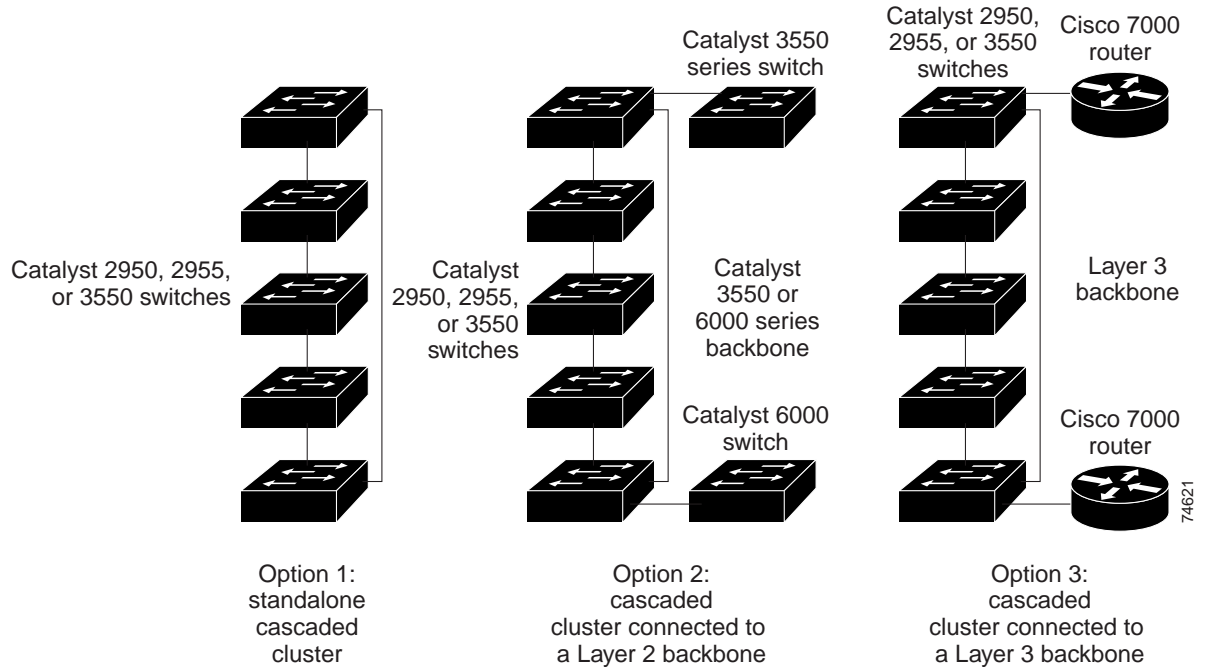 Catalyst 3550
series switch
Catalyst 2950,
2955, or 3550
switches
Cisco 7000
router
Catalyst 2950, 2955,
or 3550 switches
Catalyst
2950, 2955,
or 3550
switches
Catalyst
3550 or
6000 series
backbone
Layer 3
backbone
Catalyst 6000
switch
Cisco 7000
router
74621
Option 1:
standalone
cascaded
cluster
Option 2:
cascaded
cluster connected to
a Layer 2 backbone
Option 3:
cascaded
cluster connected to
a Layer 3 backbone